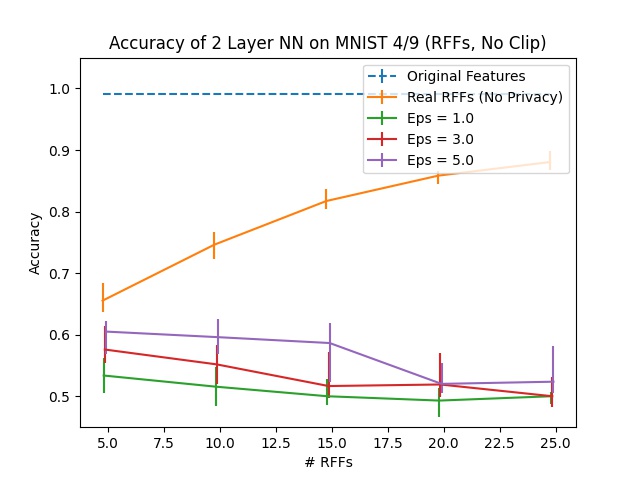 Accuracy of 2 Layer NN on MNIST 4/9 (RFFs, No Clip)
Original Features
Real RFFs (No Privacy)
Eps = 1.0
Eps = 3.0
Eps = 5.0
Accuracy
1.0
0.9
0.8
0.7
0.6
0.5
5.0 7.5 10.0 12.5 15.0 17.5 20.0 22.5 25.0
# RFFs